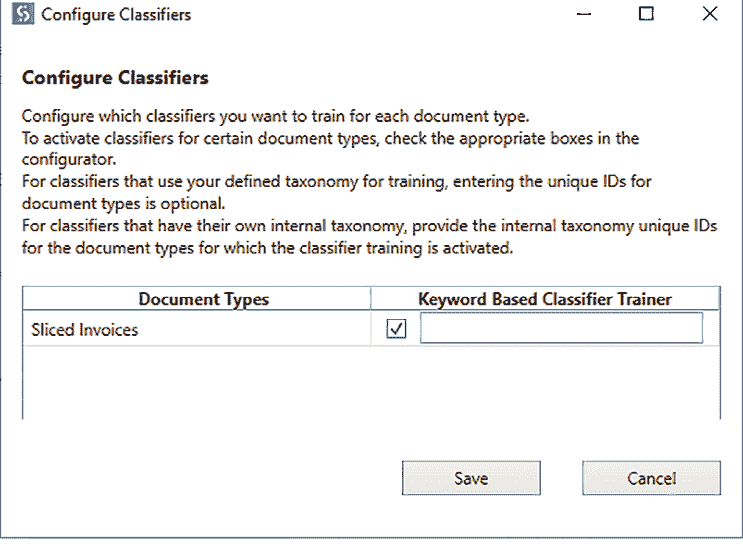 Configure Classifiers
Configure Classifiers
Configure which classifiers you want to train for each document type.
To activate classifiers for certain document types, check the appropriate boxes in the
configurator.
For classifiers that use your defined taxonomy for training, entering the unique IDs for
document types is optional.
For classifiers that have their own internal taxonomy, provide the internal taxonomy unique IDs
for the document types for which the classifier training is activated.
Document Types Keyword Based Classifier Trainer
Sliced Invoices
Save Cancel